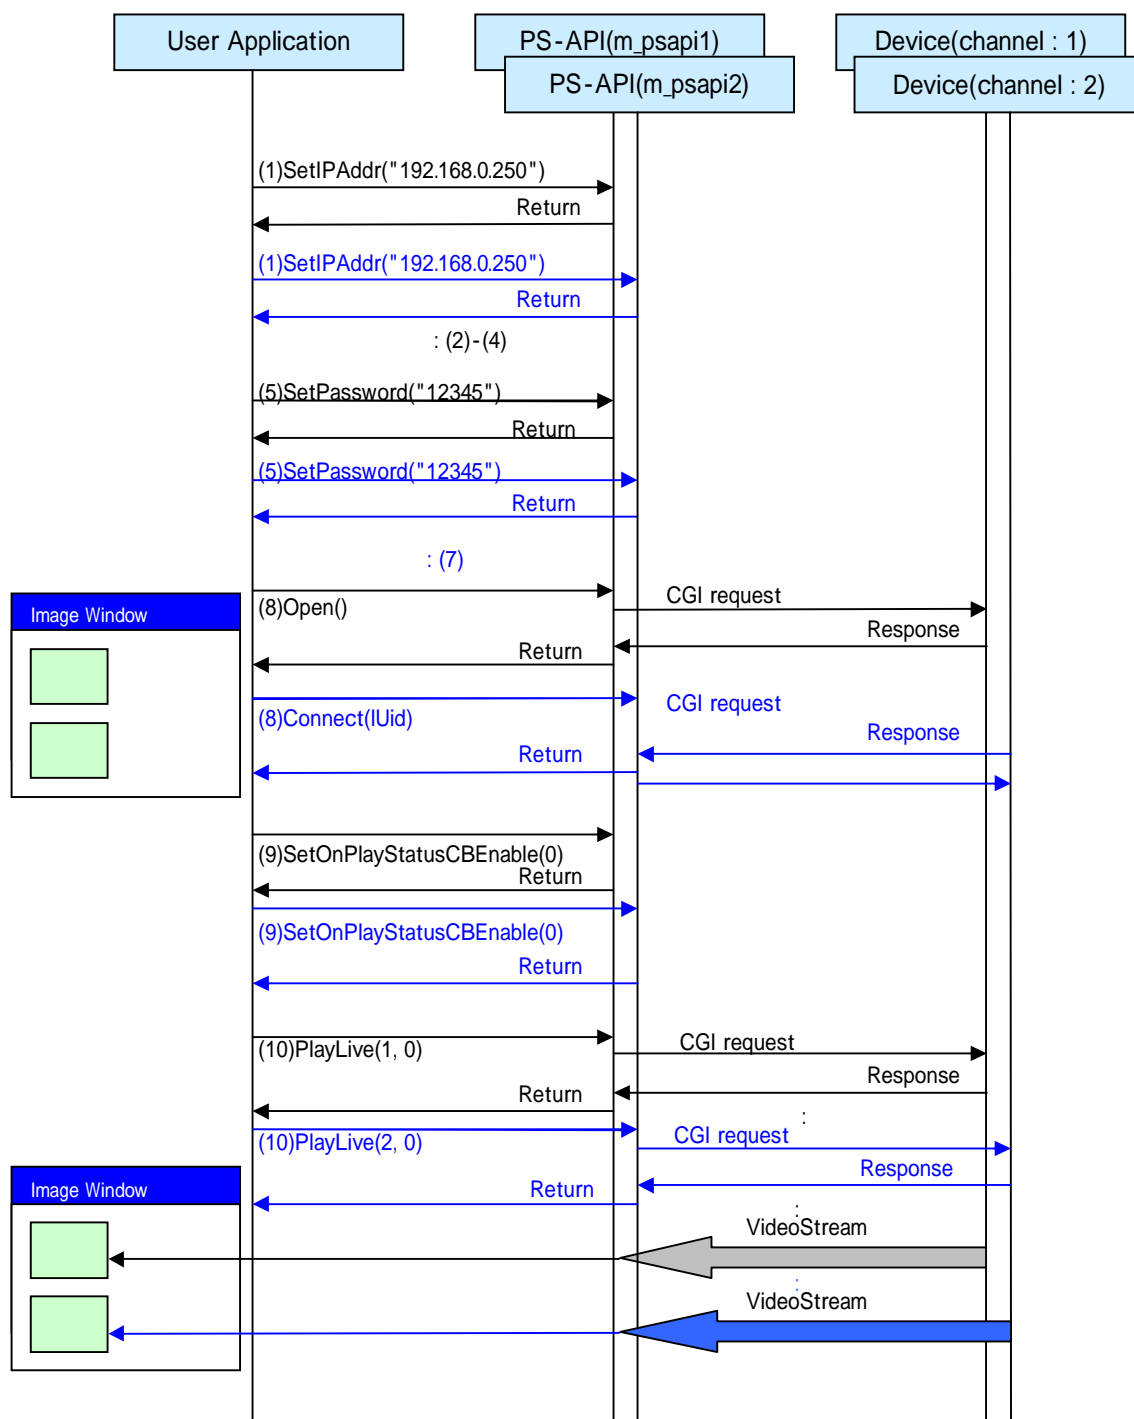 User Application
PS-API(m_psapi1)
Device(channel : 1)
PS-API(m_psapi2)
Device(channel : 2)
(1)SetIPAddr("192.168.0.250")
Return
(1)SetIPAddr("192.168.0.250")
Return
: (2)-(4)
(5)SetPassword("12345")
Return
(5)SetPassword("12345")
Return
: (7)
CGI request
(8)Open()
Image Window
Response
Return
CGI request
(8)Connect(lUid)
Response
Return
(9)SetOnPlayStatusCBEnable(0)
Return
(9)SetOnPlayStatusCBEnable(0)
Return
CGI request
(10)PlayLive(1, 0)
Response
Return
:
CGI request
(10)PlayLive(2, 0)
Response
Return
Image Window
:
VideoStream
:
VideoStream